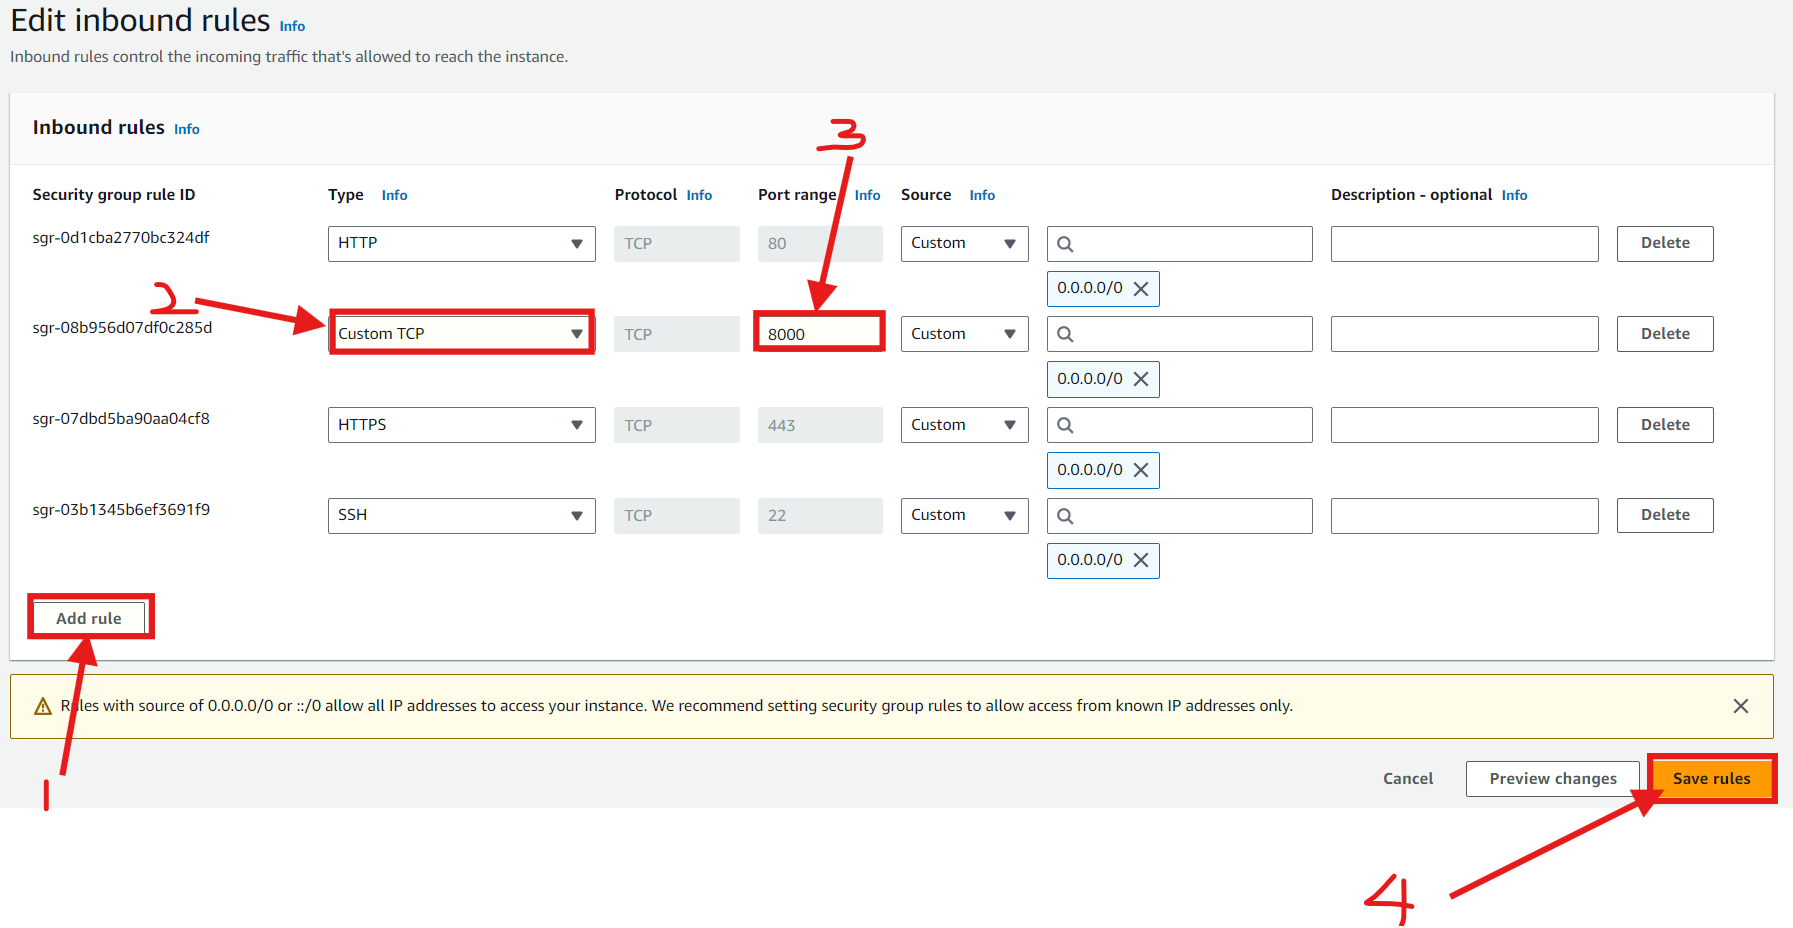 Edit inbound rules Info
Inbound rules control the incoming traffic that's allowed to reach the instance.
Inbound rules Info
3
Security group rule ID Type Info Protocol Info Port range Info Source Info Description - optional Info
sgr-0d1cba2770bc324df HTTP TCP 80 Custom Delete
0.0.0.0/0
2
sgr-08b956d07df0c285d Custom TCP TCP 8000 Custom Delete
0.0.0.0/0
sgr-07dbd5ba90aa04cf8 HTTPS TCP 443 Custom Delete
0.0.0.0/0
sgr-03b1345b6ef3691f9 SSH TCP 22 Custom Delete
0.0.0.0/0
Add rule
Rules with source of 0.0.0.0/0 or ::/0 allow all IP addresses to access your instance. We recommend setting security group rules to allow access from known IP addresses only.
1
Cancel Preview changes Save rules
4